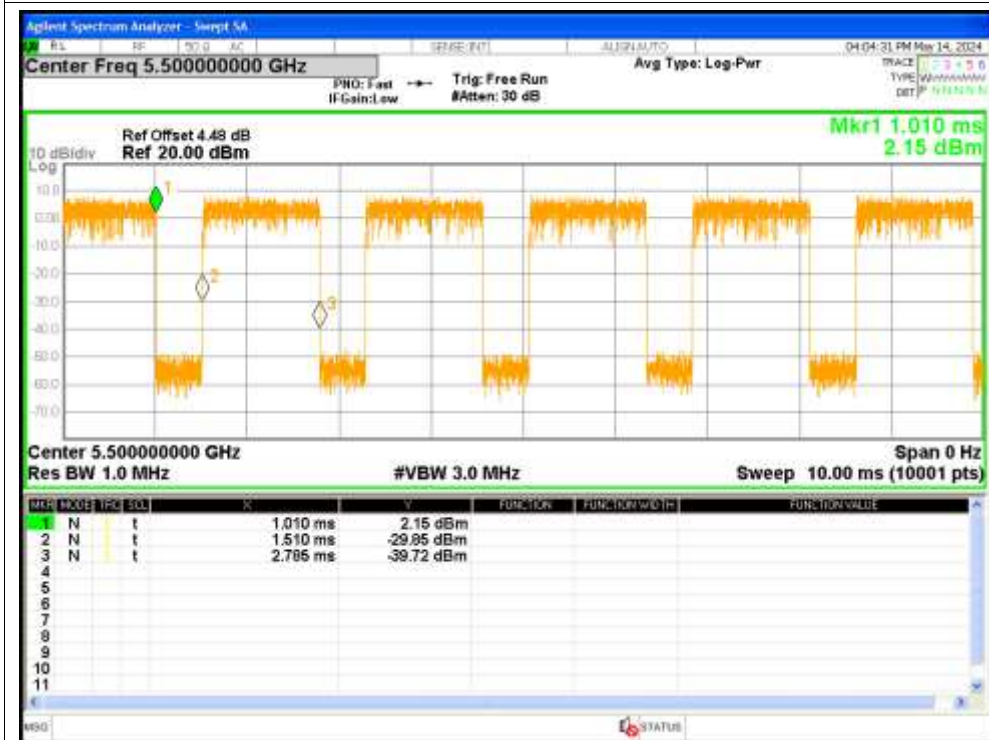 Agilent Spectrum Analyzer - Swept SA
RL RF 50 Ω AC SENSE:INT ALIGN AUTO 04:04:31 PM May 14, 2024
Center Freq 5.500000000 GHz
PNO: Fast Trig: Free Run Avg Type: Log-Pwr TRACE 1 2 3 4 5 6
IFGain:Low #Atten: 30 dB TYPE
DET P N N N N N
Mkr1 1.010 ms
2.15 dBm
Ref Offset 4.48 dB
10 dB/div Ref 20.00 dBm
Log
10.0
0.00
-10.0
-20.0
-30.0
-40.0
-50.0
-60.0
-70.0
1
2
3
Center 5.500000000 GHz Span 0 Hz
Res BW 1.0 MHz #VBW 3.0 MHz Sweep 10.00 ms (10001 pts)
MKR MODE TRC SCL X Y FUNCTION FUNCTION WIDTH FUNCTION VALUE
1 N t 1.010 ms 2.15 dBm
2 N t 1.510 ms -29.85 dBm
3 N t 2.785 ms -39.72 dBm
4
5
6
7
8
9
10
11
MSG STATUS